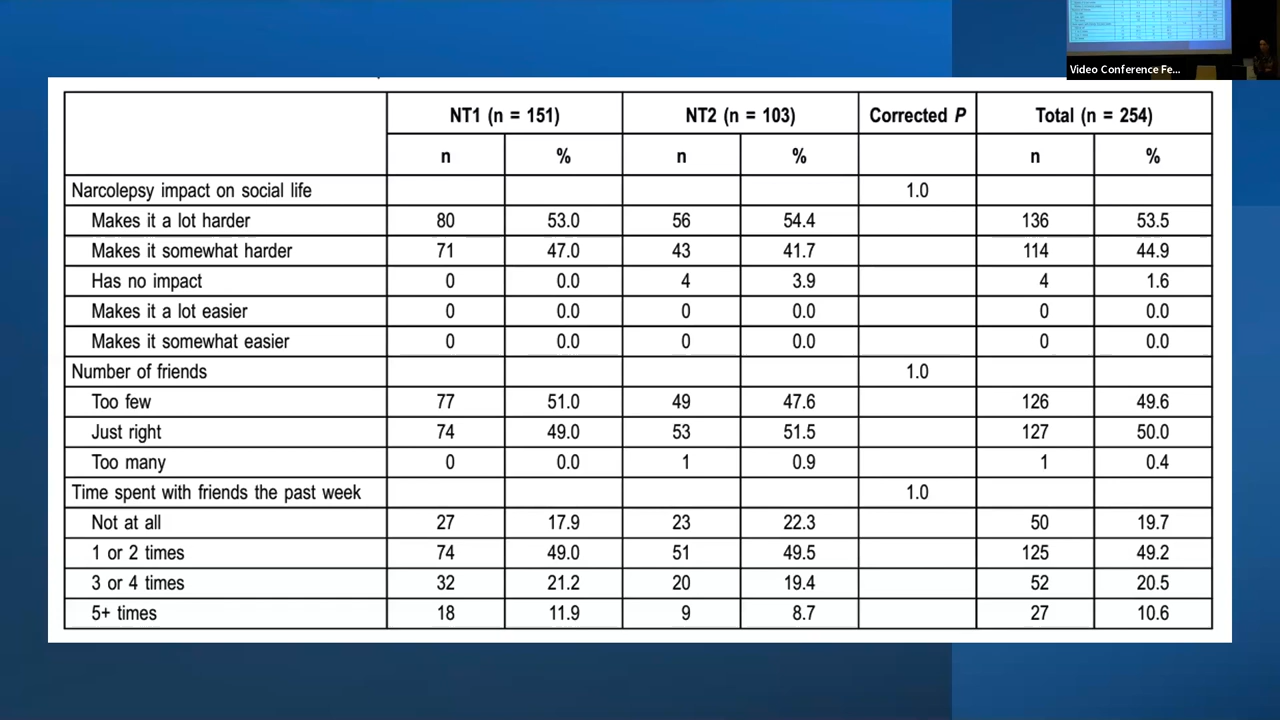 Video Conference Fe...
NT1 (n = 151) NT2 (n = 103) Corrected P Total (n = 254)
n % n % n %
Narcolepsy impact on social life 1.0
Makes it a lot harder 80 53.0 56 54.4 136 53.5
Makes it somewhat harder 71 47.0 43 41.7 114 44.9
Has no impact 0 0.0 4 3.9 4 1.6
Makes it a lot easier 0 0.0 0 0.0 0 0.0
Makes it somewhat easier 0 0.0 0 0.0 0 0.0
Number of friends 1.0
Too few 77 51.0 49 47.6 126 49.6
Just right 74 49.0 53 51.5 127 50.0
Too many 0 0.0 1 0.9 1 0.4
Time spent with friends the past week 1.0
Not at all 27 17.9 23 22.3 50 19.7
1 or 2 times 74 49.0 51 49.5 125 49.2
3 or 4 times 32 21.2 20 19.4 52 20.5
5+ times 18 11.9 9 8.7 27 10.6